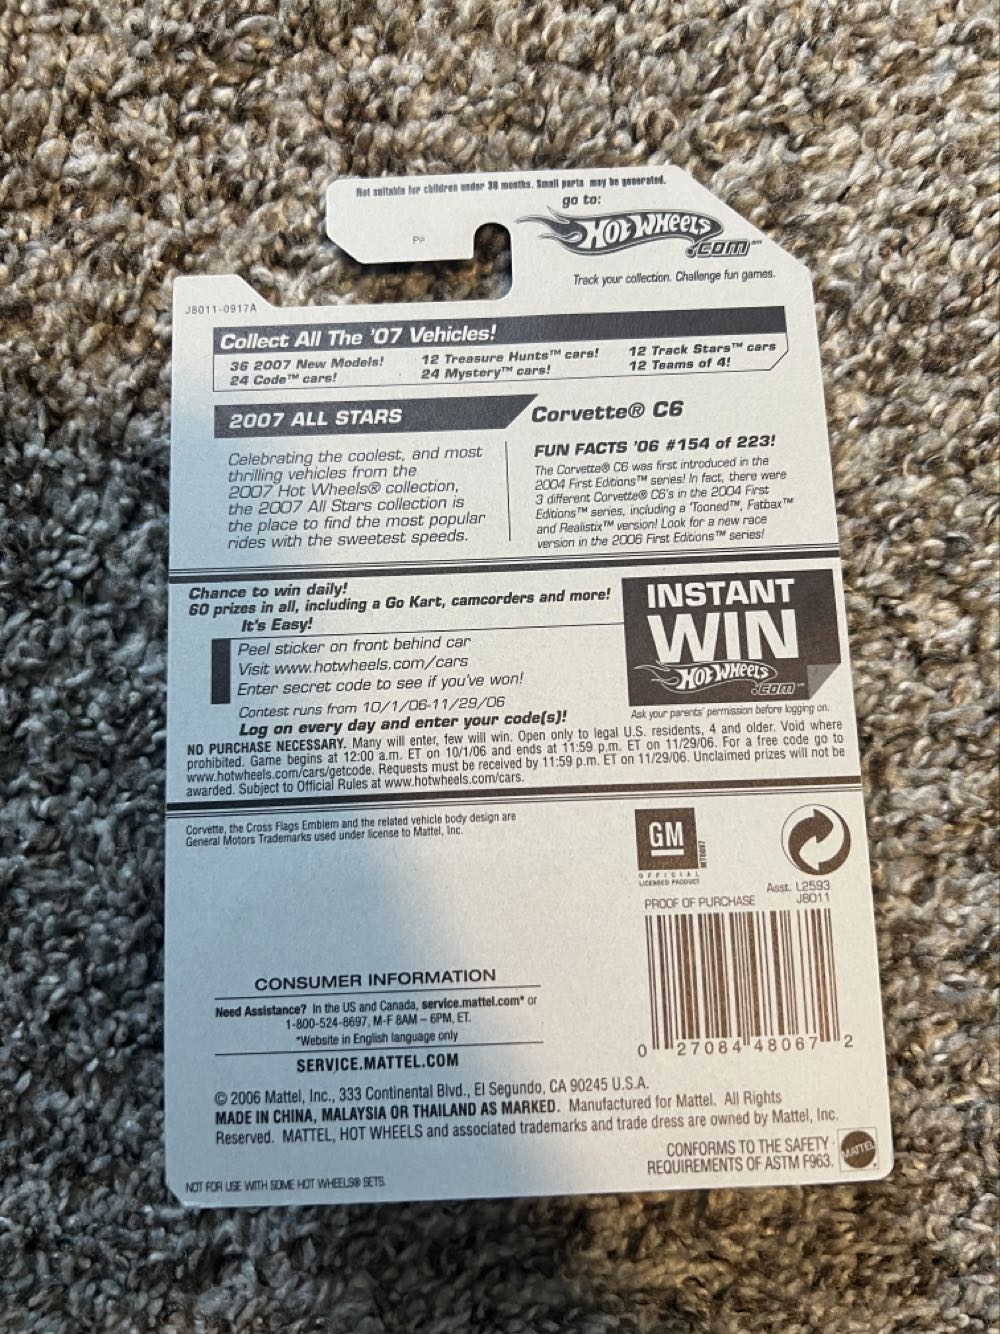 Not suitable for children under 36 months. Small parts may be generated.
go to:
HOT WHEELS
.COM℠
PP
Track your collection. Challenge fun games.
J8011-0917A
Collect All The '07 Vehicles!
36 2007 New Models!
24 Code™ cars!
12 Treasure Hunts™ cars!
24 Mystery™ cars!
12 Track Stars™ cars
12 Teams of 4!
2007 ALL STARS
Celebrating the coolest, and most
thrilling vehicles from the
2007 Hot Wheels® collection,
the 2007 All Stars collection is
the place to find the most popular
rides with the sweetest speeds.
Corvette® C6
FUN FACTS '06 #154 of 223!
The Corvette® C6 was first introduced in the
2004 First Editions™ series! In fact, there were
3 different Corvette® C6's in the 2004 First
Editions™ series, including a 'Tooned™, Fatbax™
and Realistix™ version! Look for a new race
version in the 2006 First Editions™ series!
Chance to win daily!
60 prizes in all, including a Go Kart, camcorders and more!
It's Easy!
Peel sticker on front behind car
Visit www.hotwheels.com/cars
Enter secret code to see if you've won!
Contest runs from 10/1/06-11/29/06
Log on every day and enter your code(s)!
INSTANT
WIN
HOT WHEELS
.COM℠
Ask your parents' permission before logging on.
NO PURCHASE NECESSARY. Many will enter, few will win. Open only to legal U.S. residents, 4 and older. Void where
prohibited. Game begins at 12:00 a.m. ET on 10/1/06 and ends at 11:59 p.m. ET on 11/29/06. For a free code go to
www.hotwheels.com/cars/getcode. Requests must be received by 11:59 p.m. ET on 11/29/06. Unclaimed prizes will not be
awarded. Subject to Official Rules at www.hotwheels.com/cars.
Corvette, the Cross Flags Emblem and the related vehicle body design are
General Motors Trademarks used under license to Mattel, Inc.
GM
OFFICIAL
LICENSED PRODUCT
Asst. L2593
J8011
PROOF OF PURCHASE
0 27084 48067 2
CONSUMER INFORMATION
Need Assistance? In the US and Canada, service.mattel.com* or
1-800-524-8697, M-F 8AM – 6PM, ET.
*Website in English language only
SERVICE.MATTEL.COM
© 2006 Mattel, Inc., 333 Continental Blvd., El Segundo, CA 90245 U.S.A.
MADE IN CHINA, MALAYSIA OR THAILAND AS MARKED. Manufactured for Mattel. All Rights
Reserved. MATTEL, HOT WHEELS and associated trademarks and trade dress are owned by Mattel, Inc.
CONFORMS TO THE SAFETY
REQUIREMENTS OF ASTM F963.
MATTEL
NOT FOR USE WITH SOME HOT WHEELS® SETS.